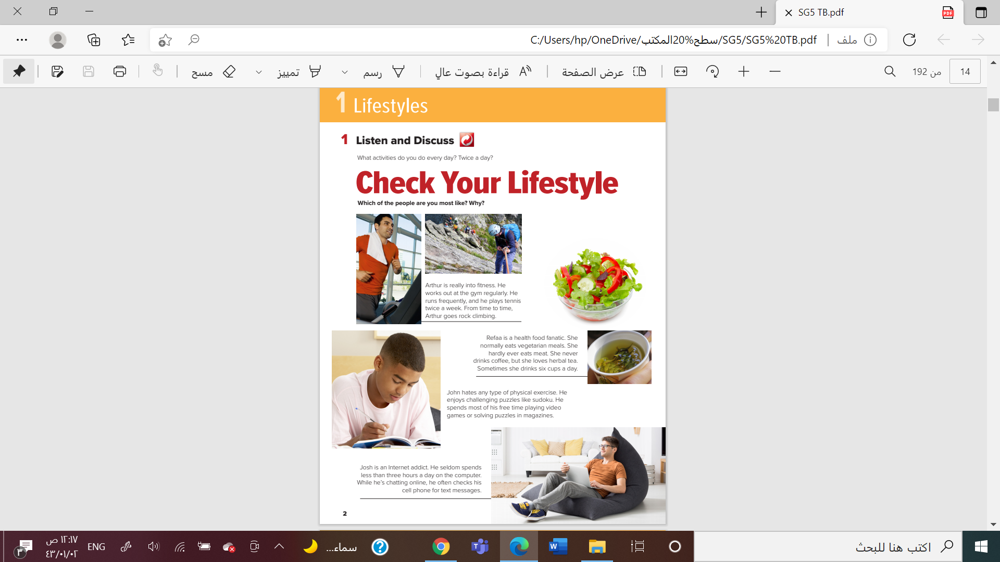 SG5 TB.pdf
C:/Users/hp/OneDrive/سطح%20المكتب/SG5/SG5%20TB.pdf
ملف
مسح
تمييز
رسم
قراءة بصوت عالٍ
عرض الصفحة
من 192
14
1 Lifestyles
1 Listen and Discuss
What activities do you do every day? Twice a day?
Check Your Lifestyle
Which of the people are you most like? Why?
Arthur is really into fitness. He
works out at the gym regularly. He
runs frequently, and he plays tennis
twice a week. From time to time,
Arthur goes rock climbing.
Refaa is a health food fanatic. She
normally eats vegetarian meals. She
hardly ever eats meat. She never
drinks coffee, but she loves herbal tea.
Sometimes she drinks six cups a day.
John hates any type of physical exercise. He
enjoys challenging puzzles like sudoku. He
spends most of his free time playing video
games or solving puzzles in magazines.
Josh is an Internet addict. He seldom spends
less than three hours a day on the computer.
While he's chatting online, he often checks his
cell phone for text messages.
2
٣
١٢:١٧ ص
٤٣/٠١/٠٢
ENG
سماء...
اكتب هنا للبحث